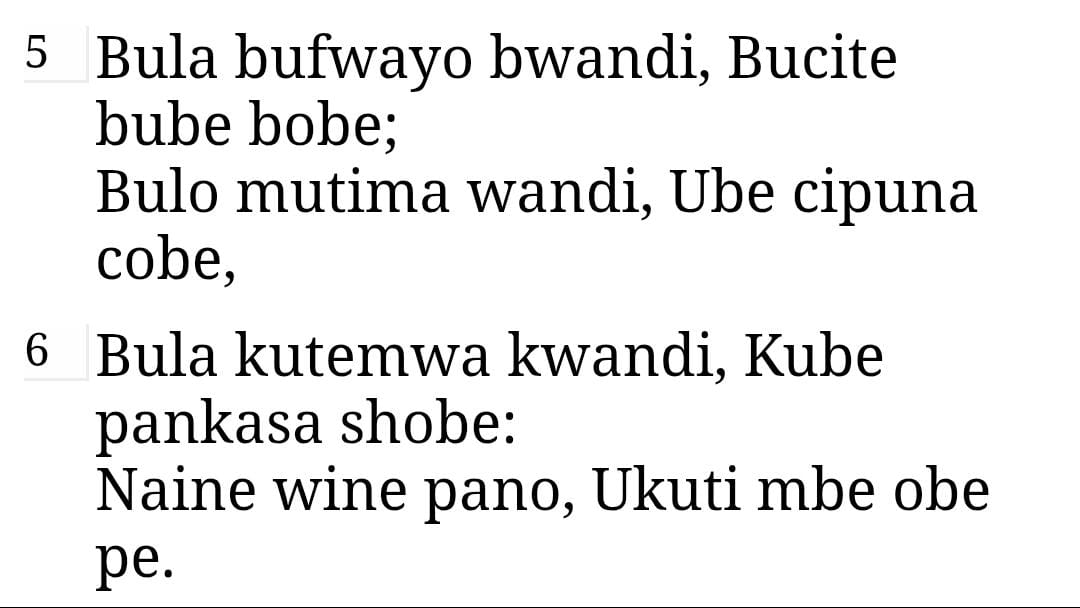 5 Bula bufwayo bwandi, Bucite
bube bobe;
Bulo mutima wandi, Ube cipuna
cobe,
6 Bula kutemwa kwandi, Kube
pankasa shobe:
Naine wine pano, Ukuti mbe obe
pe.